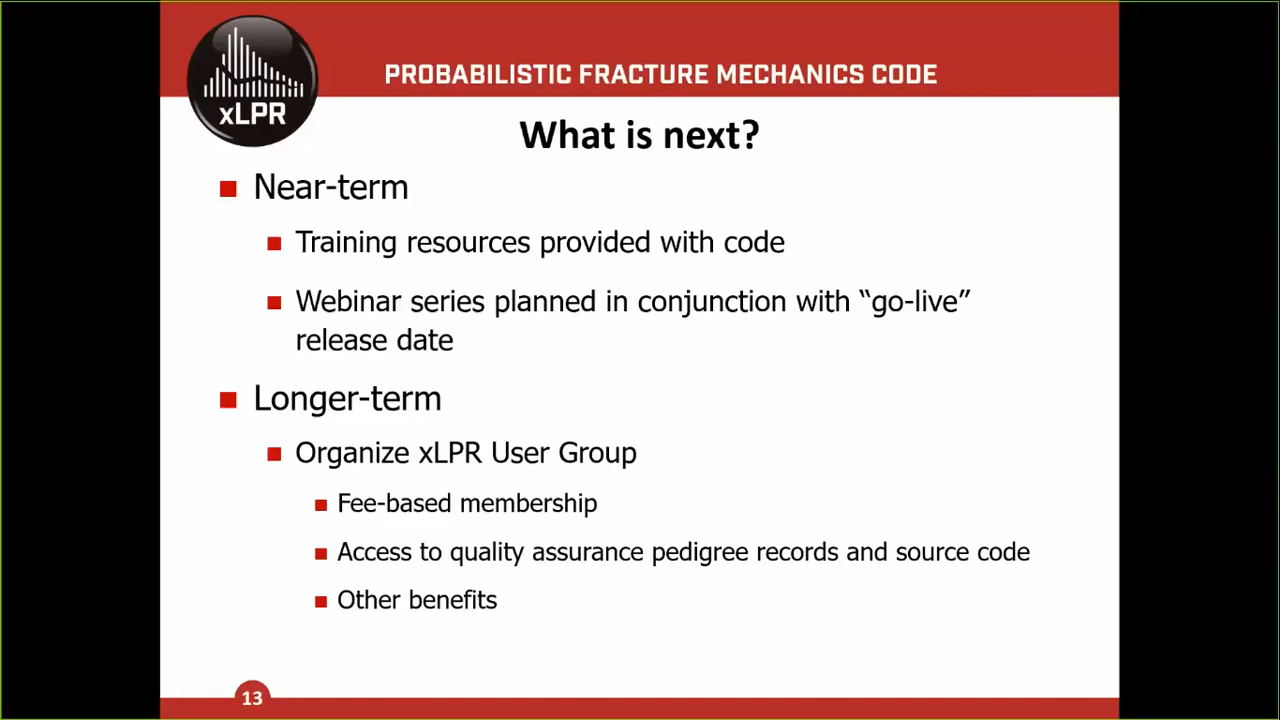 xLPR
PROBABILISTIC FRACTURE MECHANICS CODE
What is next?
Near-term
Training resources provided with code
Webinar series planned in conjunction with “go-live”
release date
Longer-term
Organize xLPR User Group
Fee-based membership
Access to quality assurance pedigree records and source code
Other benefits
13